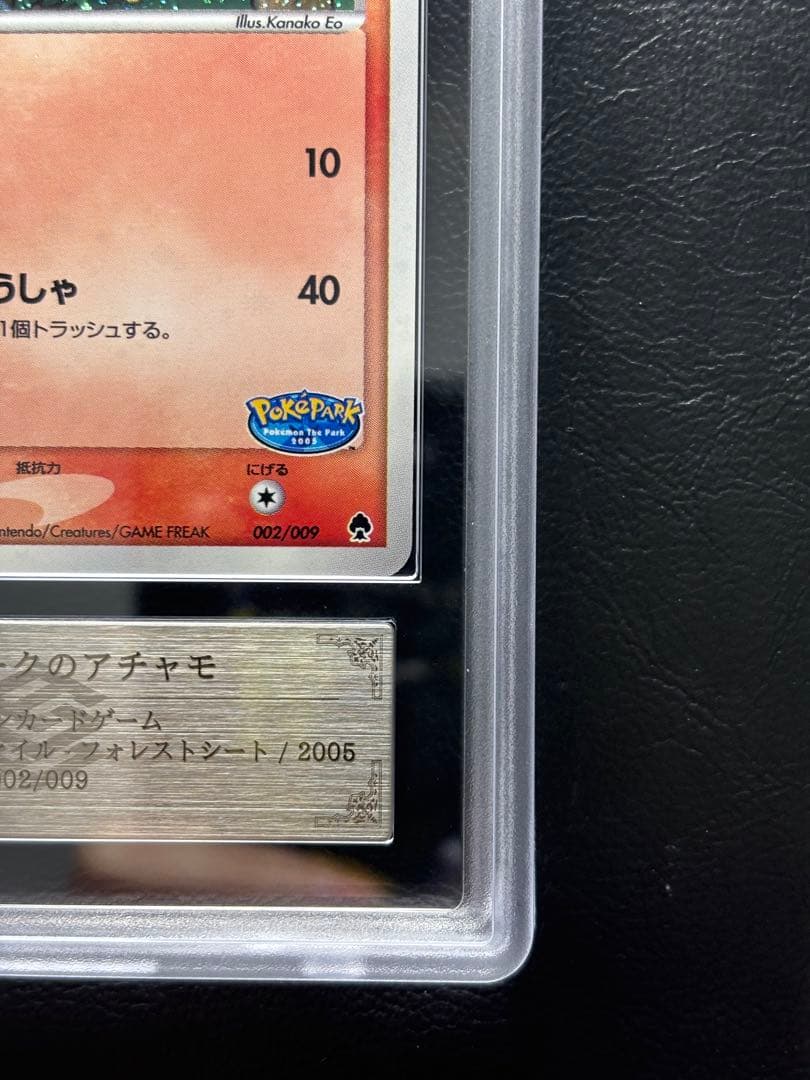 Illus.Kanako Eo
10
うしゃ 40
1個トラッシュする。
PokéPARK
Pokémon The Park
2005
抵抗力 にげる
ntendo/Creatures/GAME FREAK 002/009
ークのアチャモ
ンカードゲーム
ァイル - フォレストシート / 2005
002/009